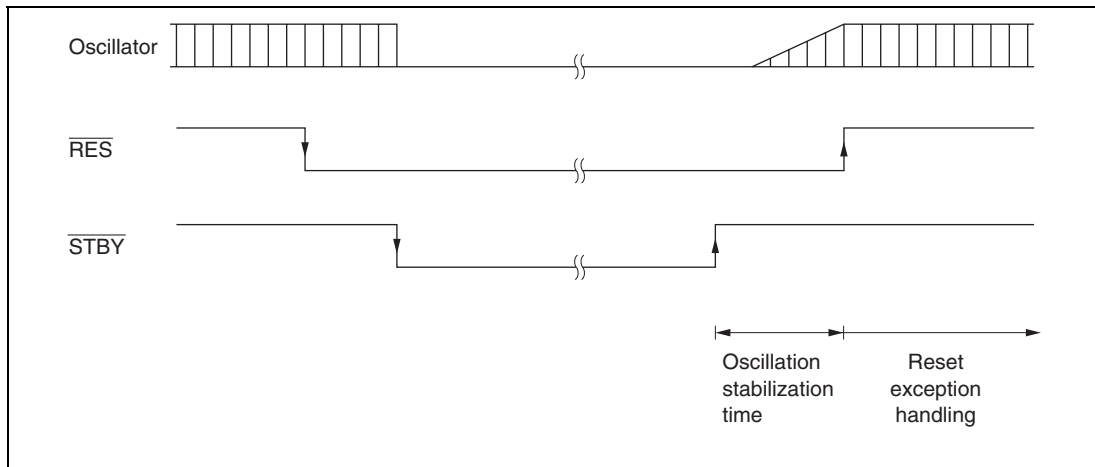 Oscillator
RES
STBY
Oscillation
stabilization
time
Reset
exception
handling